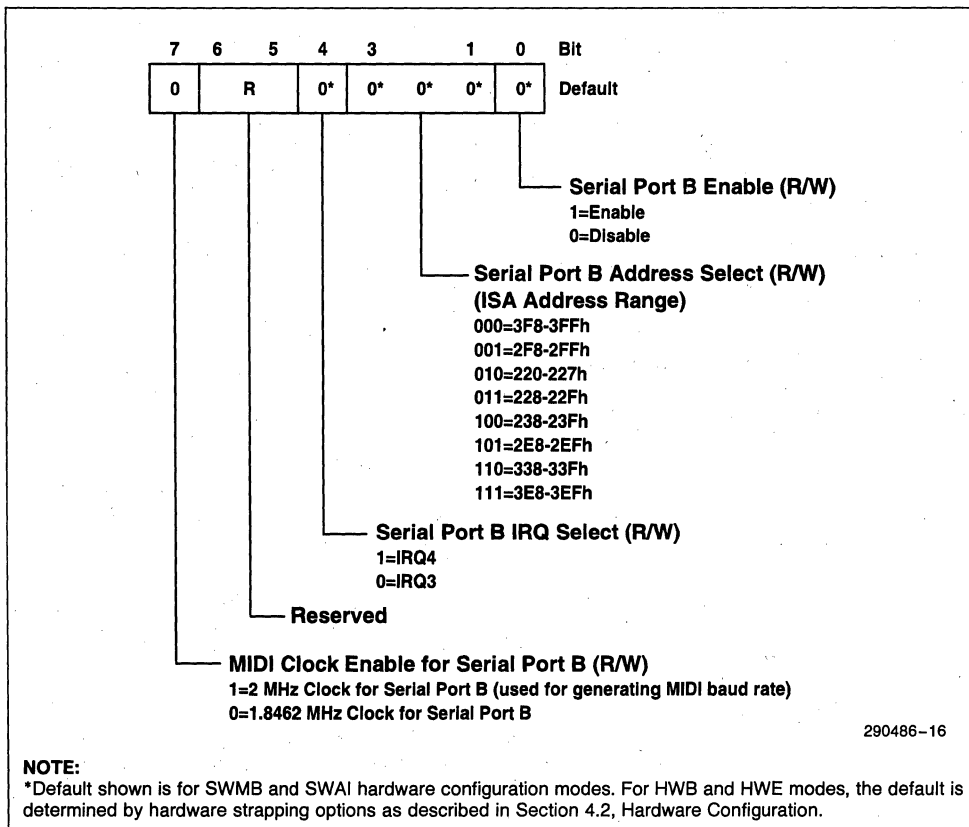 7 6 5 4 3 1 0 Bit
0 R 0* 0* 0* 0* 0* Default
Serial Port B Enable (R/W)
1=Enable
0=Disable
Serial Port B Address Select (R/W)
(ISA Address Range)
000=3F8-3FFh
001=2F8-2FFh
010=220-227h
011=228-22Fh
100=238-23Fh
101=2E8-2EFh
110=338-33Fh
111=3E8-3EFh
Serial Port B IRQ Select (R/W)
1=IRQ4
0=IRQ3
Reserved
MIDI Clock Enable for Serial Port B (R/W)
1=2 MHz Clock for Serial Port B (used for generating MIDI baud rate)
0=1.8462 MHz Clock for Serial Port B
290486-16
NOTE:
*Default shown is for SWMB and SWAI hardware configuration modes. For HWB and HWE modes, the default is
determined by hardware strapping options as described in Section 4.2, Hardware Configuration.